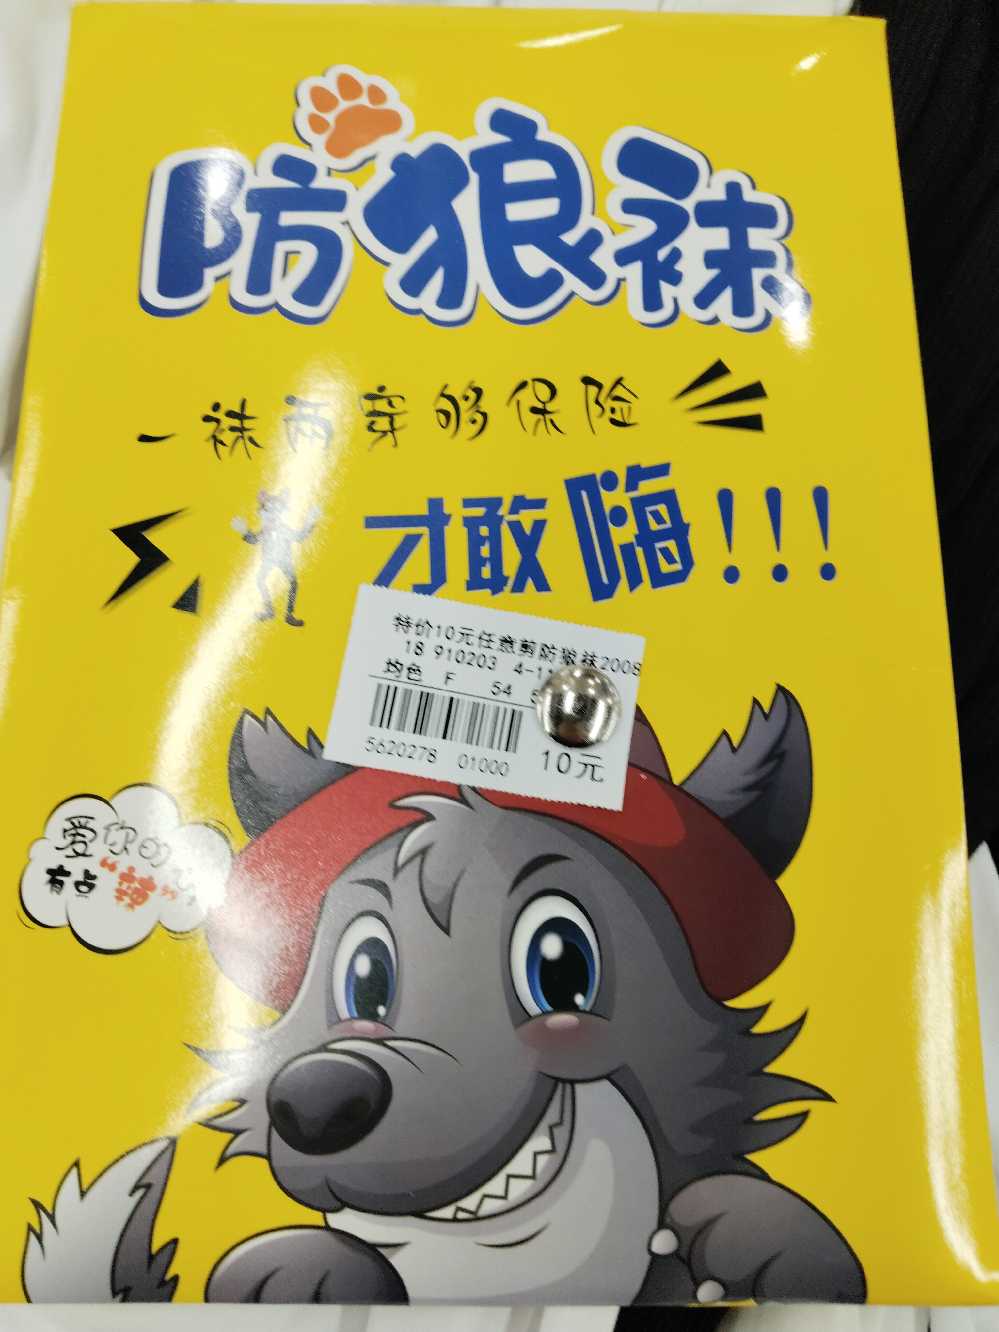 防狼袜
一袜两穿够保险
才敢嗨!!!
特价10元任意剪防狼袜2008
18 910203 4-11
均色 F 54
5620278 01000
10元
爱你的
有点“辣”